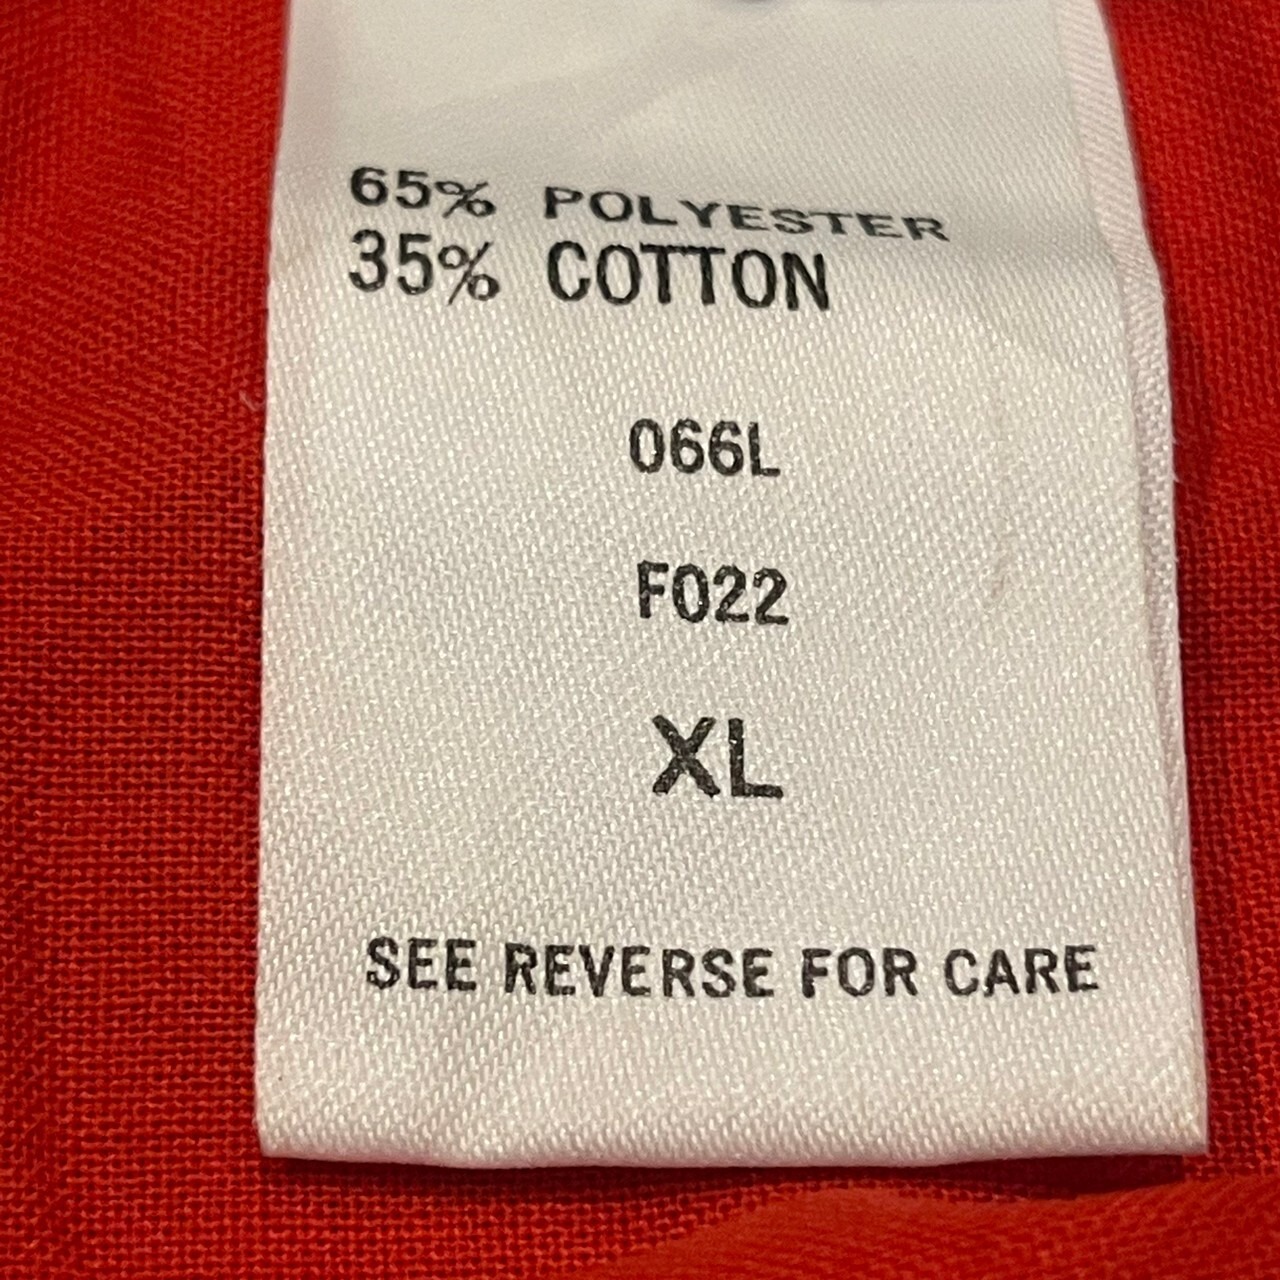 65% POLYESTER
35% COTTON
066L
F022
XL
SEE REVERSE FOR CARE